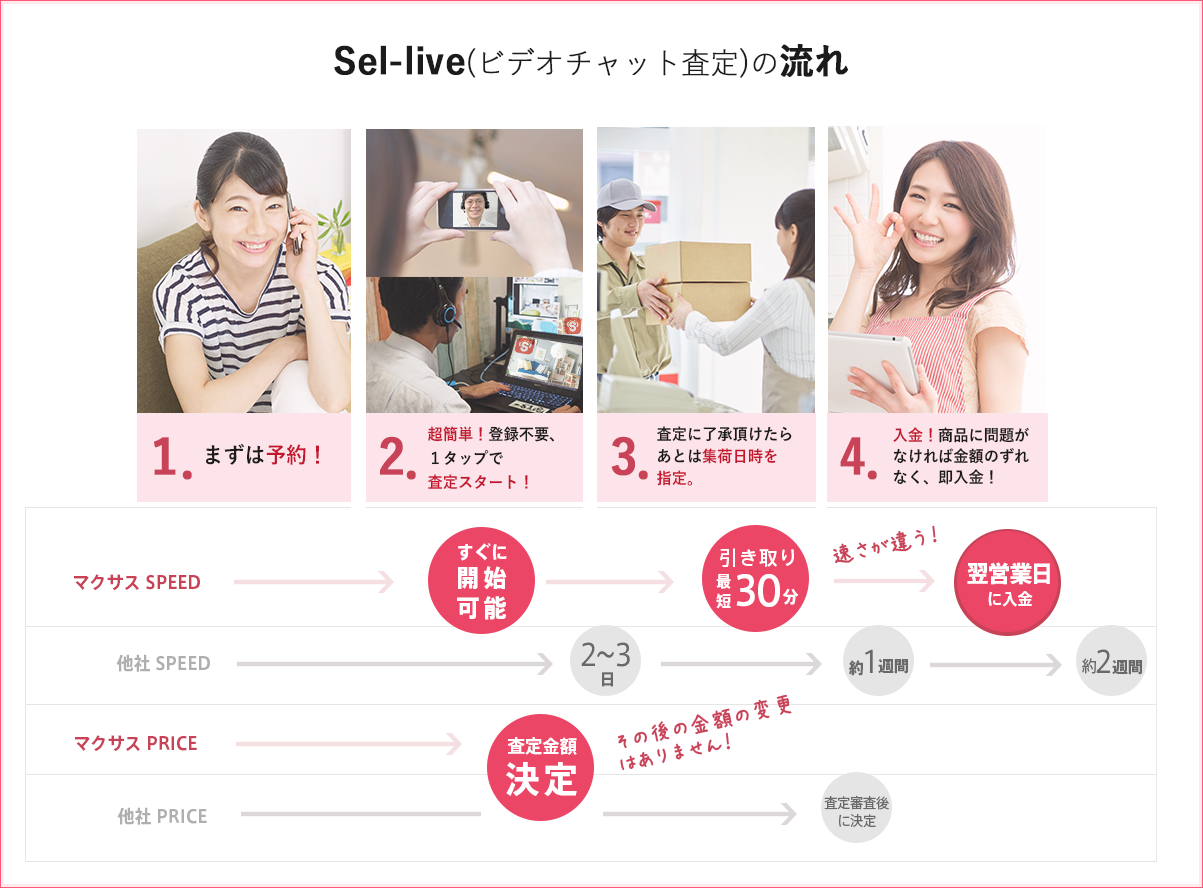 Sel-live(ビデオチャット査定)の流れ
1. まずは予約！
2. 超簡単！登録不要、
１タップで
査定スタート！
3. 査定に了承頂けたら
あとは集荷日時を
指定。
4. 入金！商品に問題が
なければ金額のずれ
なく、即入金！
マクサス SPEED
すぐに
開始
可能
引き取り
最短30分
速さが違う！
翌営業日
に入金
他社 SPEED
2～3
日
約1週間
約2週間
マクサス PRICE
査定金額
決定
その後の金額の変更
はありません！
他社 PRICE
査定審査後
に決定